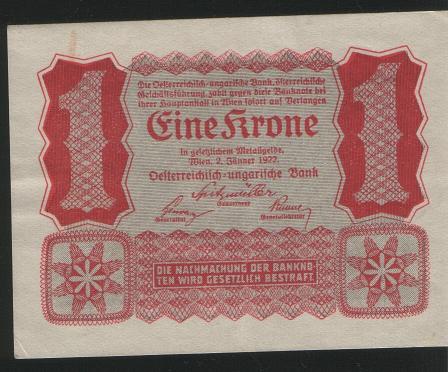 Die Oesterreichisch-ungarische Bank, österreichische
Geschäftsführung, zahlt gegen diese Banknote bei
ihrer Hauptanstalt in Wien sofort auf Verlangen
1 Eine Krone 1
in gesetzlichem Metallgelde.
Wien, 2. Jänner 1922.
Oesterreichisch-ungarische Bank
Spitzmüller
Gouverneur
Generalrat
Generalsekretär
DIE NACHMACHUNG DER BANKNO-
TEN WIRD GESETZLICH BESTRAFT.